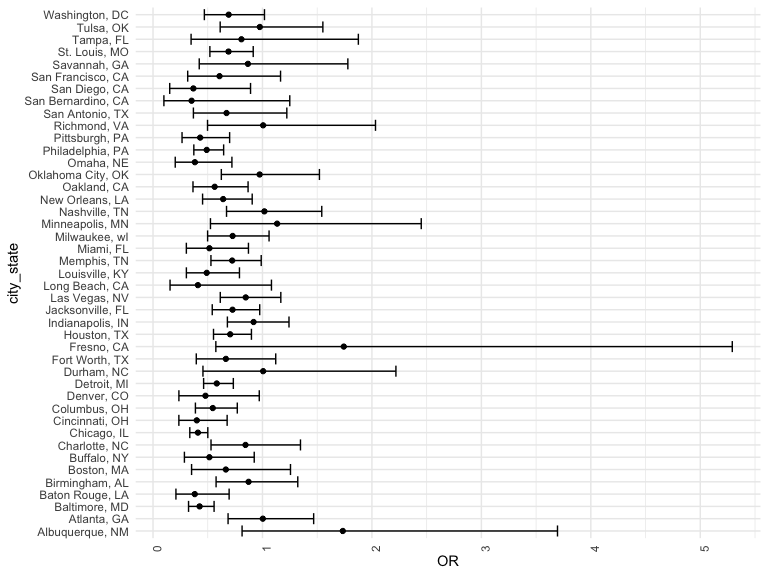 Washington, DC
Tulsa, OK
Tampa, FL
St. Louis, MO
Savannah, GA
San Francisco, CA
San Diego, CA
San Bernardino, CA
San Antonio, TX
Richmond, VA
Pittsburgh, PA
Philadelphia, PA
Omaha, NE
Oklahoma City, OK
Oakland, CA
New Orleans, LA
Nashville, TN
Minneapolis, MN
Milwaukee, wI
Miami, FL
Memphis, TN
Louisville, KY
Long Beach, CA
Las Vegas, NV
Jacksonville, FL
Indianapolis, IN
Houston, TX
Fresno, CA
Fort Worth, TX
Durham, NC
Detroit, MI
Denver, CO
Columbus, OH
Cincinnati, OH
Chicago, IL
Charlotte, NC
Buffalo, NY
Boston, MA
Birmingham, AL
Baton Rouge, LA
Baltimore, MD
Atlanta, GA
Albuquerque, NM
city_state
0 1 2 3 4 5
OR